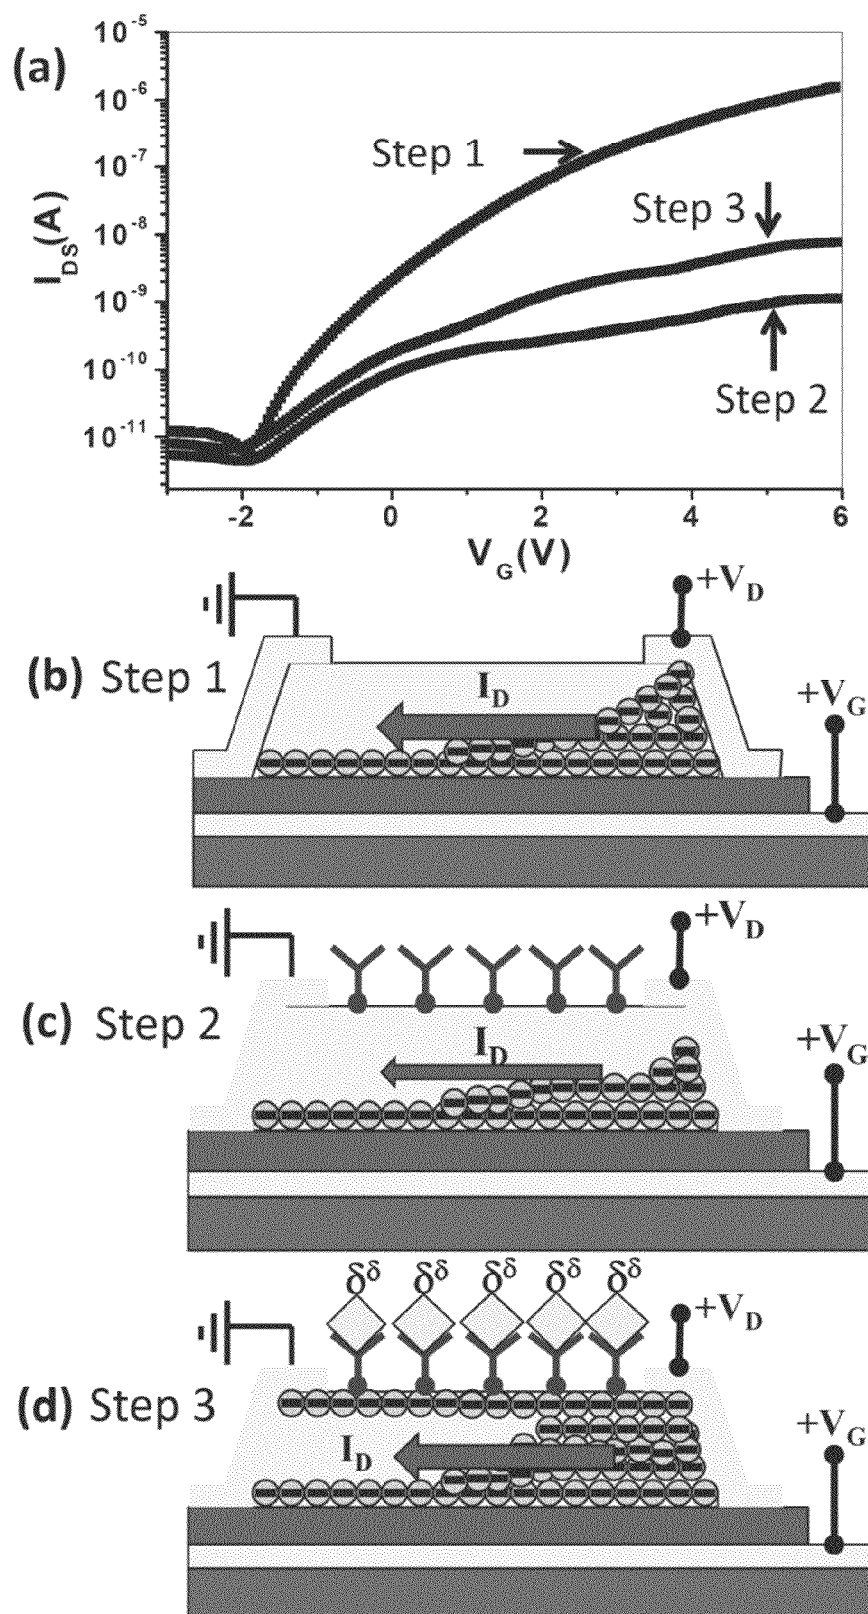 (a)
I_DS(A)
10^-5
10^-6
10^-7
10^-8
10^-9
10^-10
10^-11
Step 1
Step 3
Step 2
-2 0 2 4 6
V_G(V)
+V_D
(b) Step 1
I_D
+V_G
+V_D
(c) Step 2
I_D
+V_G
δ^δ δ^δ δ^δ δ^δ δ^δ
+V_D
(d) Step 3
I_D
+V_G